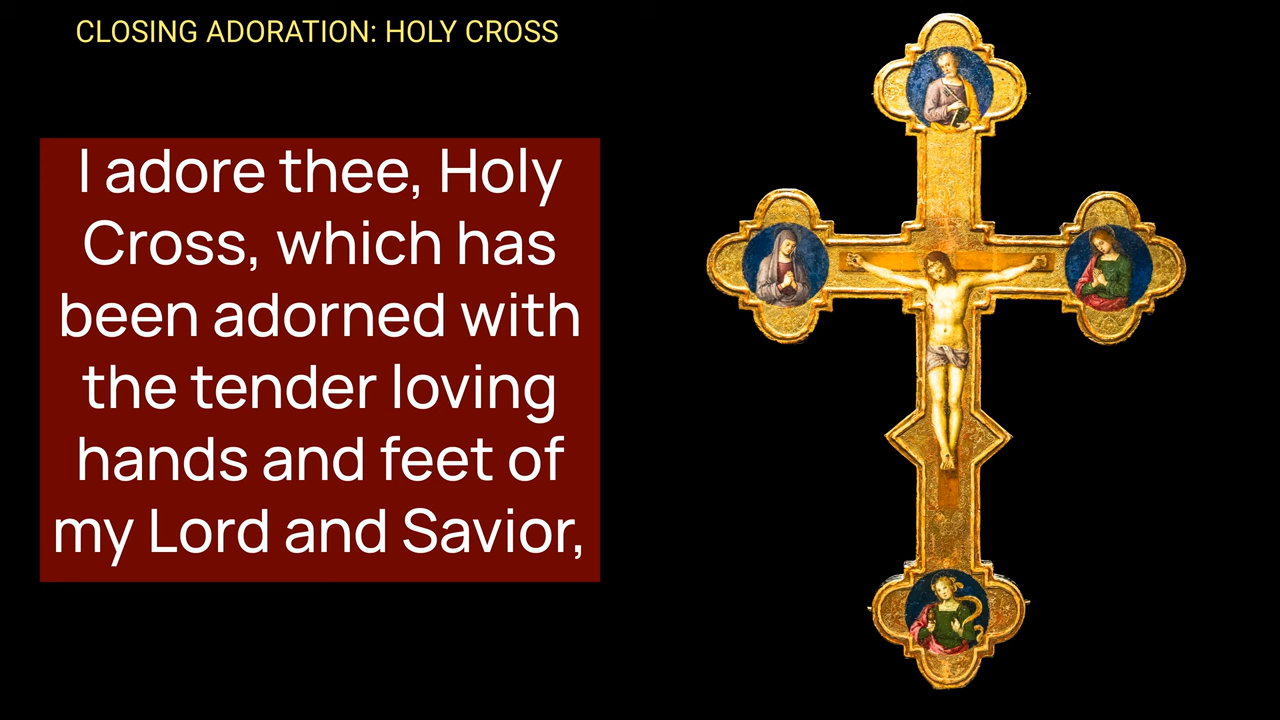 CLOSING ADORATION: HOLY CROSS
I adore thee, Holy
Cross, which has
been adorned with
the tender loving
hands and feet of
my Lord and Savior,